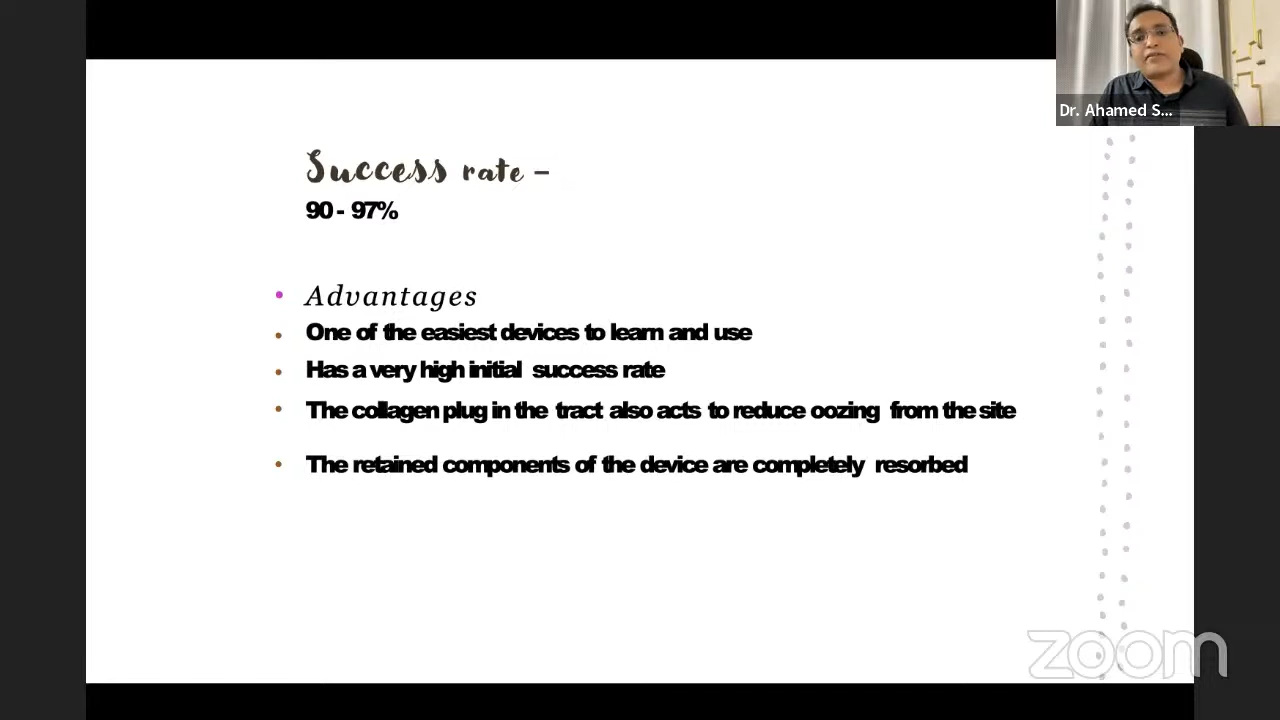 Dr. Ahamed S...
Success rate –
90 - 97%
• Advantages
• One of the easiest devices to learn and use
• Has a very high initial success rate
• The collagen plug in the tract also acts to reduce oozing from the site
• The retained components of the device are completely resorbed
zoom